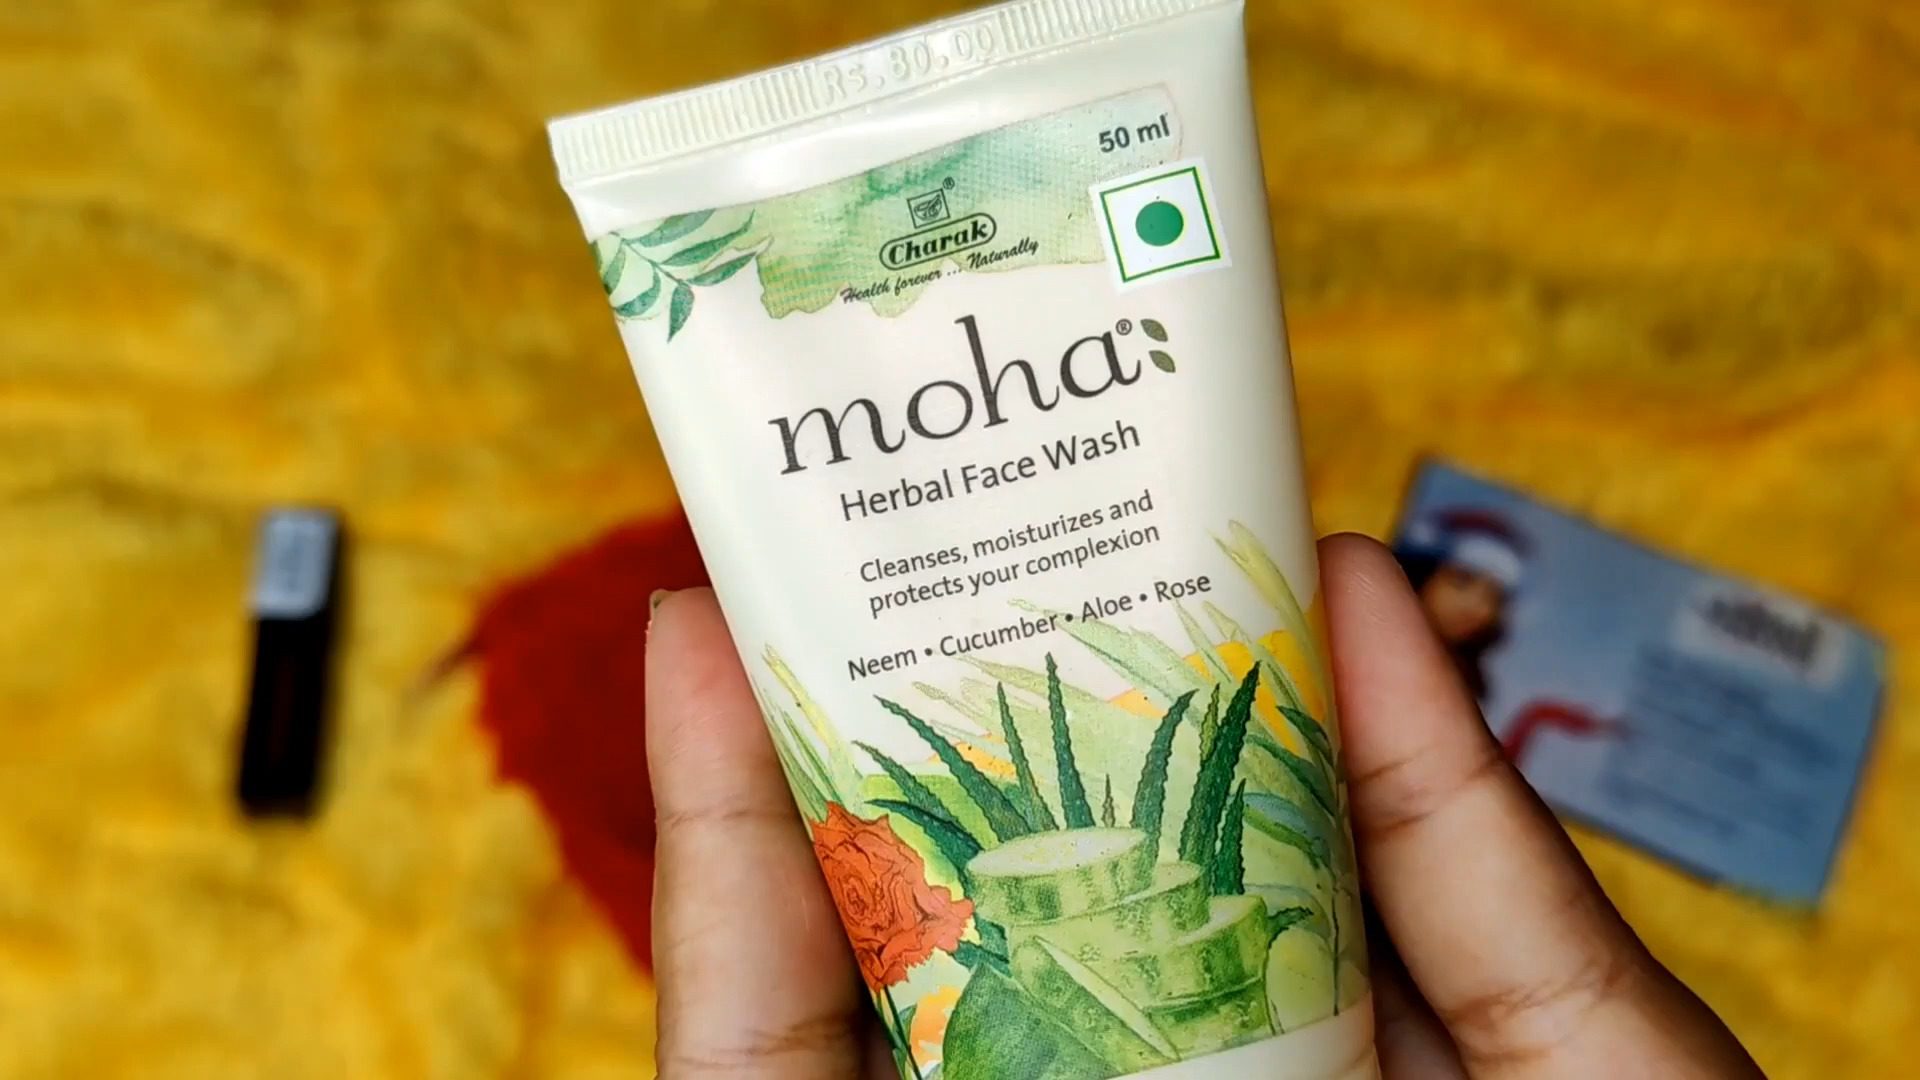 Rs.80.00
50 ml
®
Charak
Health forever ... Naturally
moha®
Herbal Face Wash
Cleanses, moisturizes and
protects your complexion
Neem • Cucumber • Aloe • Rose